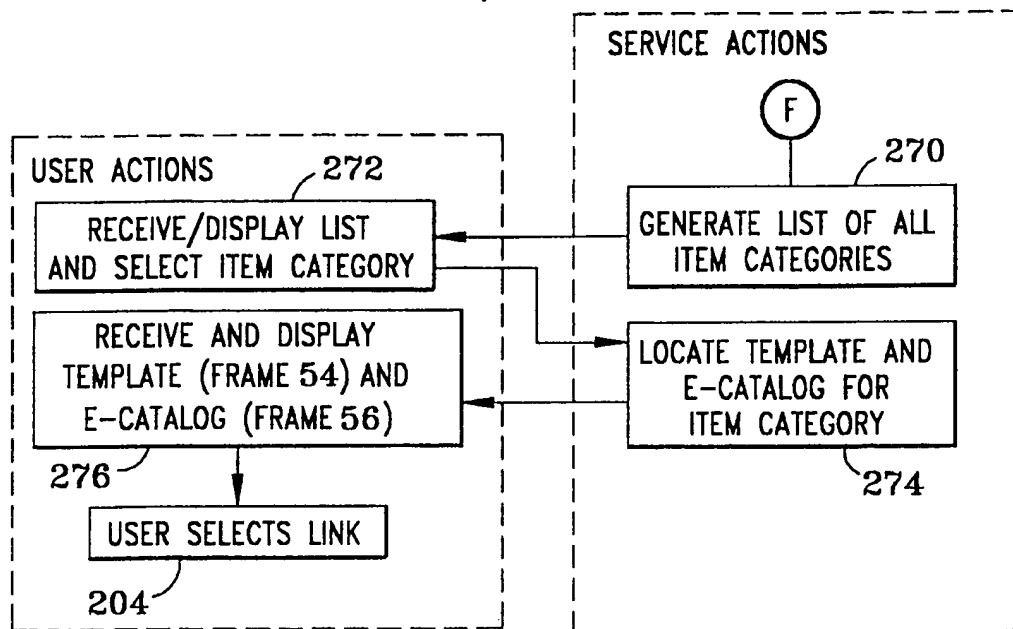 SERVICE ACTIONS
F
270
GENERATE LIST OF ALL
ITEM CATEGORIES
USER ACTIONS
272
RECEIVE/DISPLAY LIST
AND SELECT ITEM CATEGORY
RECEIVE AND DISPLAY
TEMPLATE (FRAME 54) AND
E-CATALOG (FRAME 56)
276
LOCATE TEMPLATE AND
E-CATALOG FOR
ITEM CATEGORY
274
USER SELECTS LINK
204